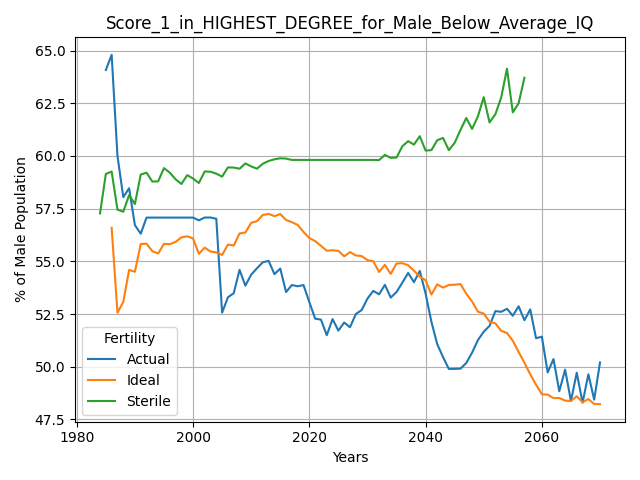 Score_1_in_HIGHEST_DEGREE_for_Male_Below_Average_IQ
% of Male Population
65.0
62.5
60.0
57.5
55.0
52.5
50.0
47.5
Fertility
Actual
Ideal
Sterile
1980
2000
2020
2040
2060
Years